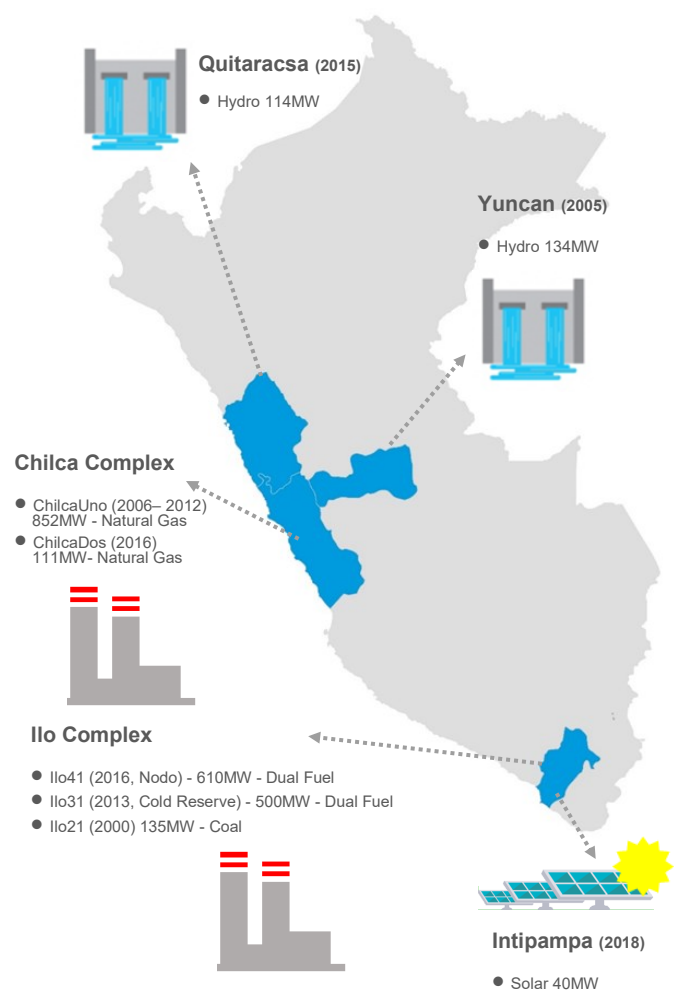 Quitaracsa (2015)
● Hydro 114MW
Yuncan (2005)
● Hydro 134MW
Chilca Complex
● ChilcaUno (2006– 2012)
852MW - Natural Gas
● ChilcaDos (2016)
111MW- Natural Gas
Ilo Complex
● Ilo41 (2016, Nodo) - 610MW - Dual Fuel
● Ilo31 (2013, Cold Reserve) - 500MW - Dual Fuel
● Ilo21 (2000) 135MW - Coal
Intipampa (2018)
● Solar 40MW